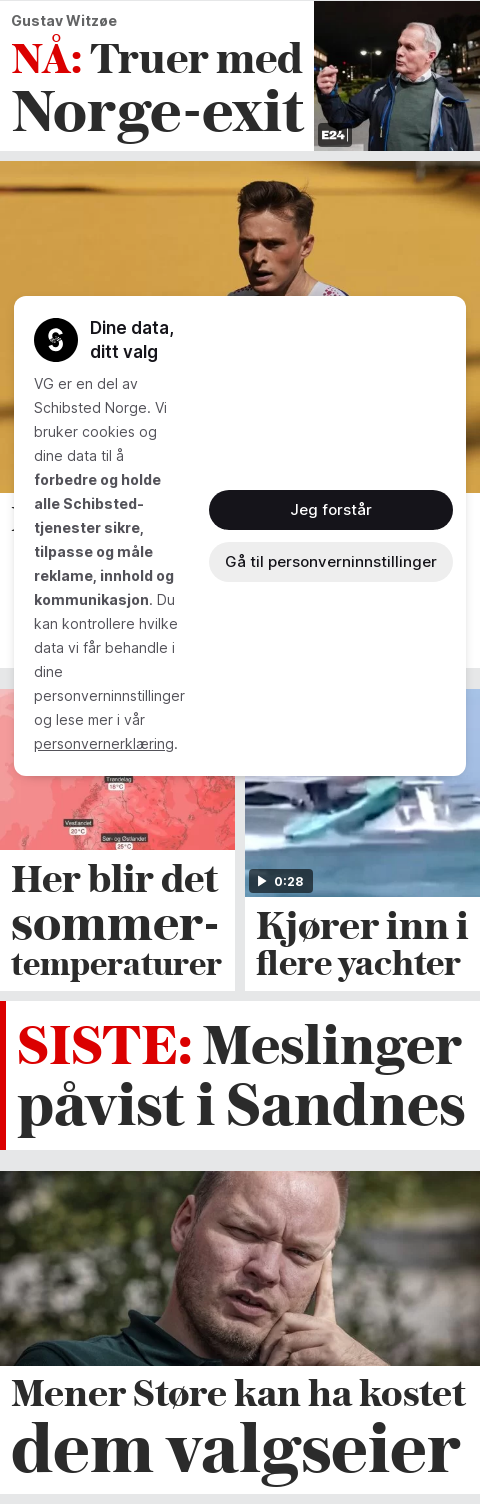 Gustav Witzøe
NÅ: Truer med
Norge-exit
E24
Dine data,
ditt valg
VG er en del av
Schibsted Norge. Vi
bruker cookies og
dine data til å
forbedre og holde
alle Schibsted-
tjenester sikre,
tilpasse og måle
reklame, innhold og
kommunikasjon. Du
kan kontrollere hvilke
data vi får behandle i
dine
personverninnstillinger
og lese mer i vår
personvernerklæring.
Jeg forstår
Gå til personverninnstillinger
Trøndelag
18°C
Vestlandet
20°C
Sør- og Østlandet
25°C
Her blir det
sommer-
temperaturer
0:28
Kjører inn i
flere yachter
SISTE: Meslinger
påvist i Sandnes
Mener Støre kan ha kostet
dem valgseier